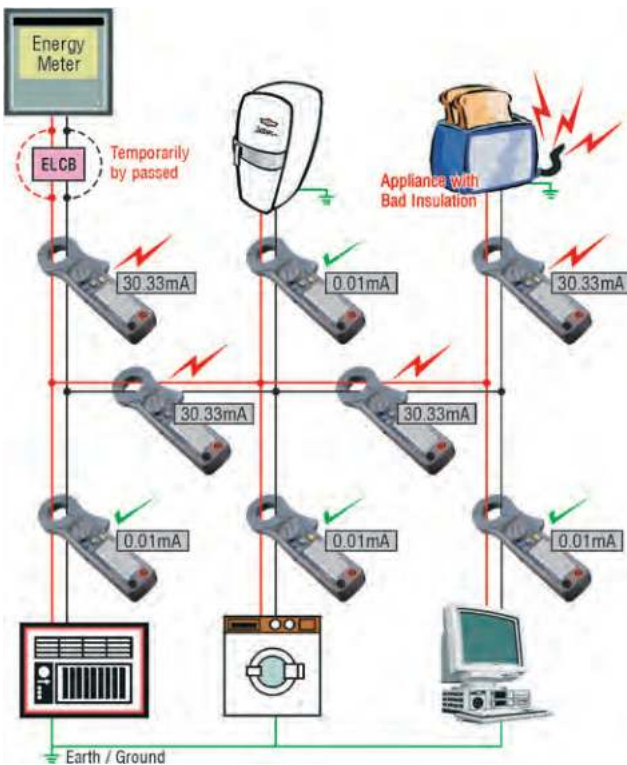 Energy
Meter
ELCB
Temporarily
by passed
Appliance with
Bad Insulation
30.33mA
0.01mA
30.33mA
30.33mA
30.33mA
0.01mA
0.01mA
0.01mA
Earth / Ground